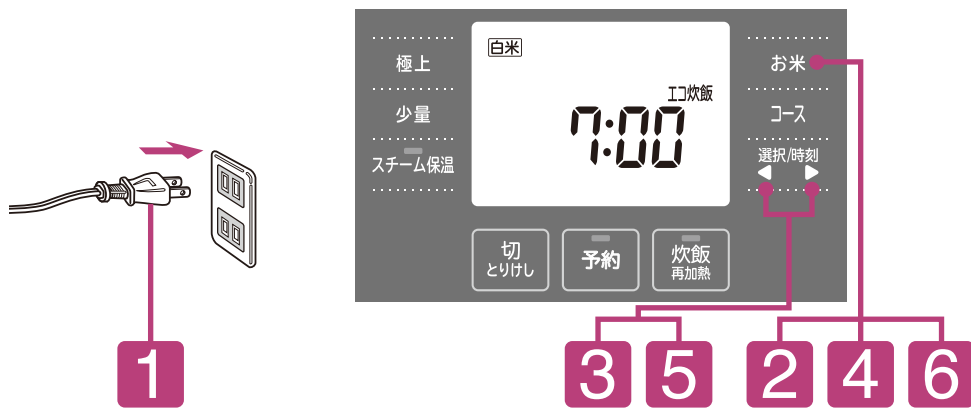 極上
少量
スチーム保温
白米
エコ炊飯
7:00
お米
コース
選択/時刻
切
とりけし
予約
炊飯
再加熱
1
3
5
2
4
6